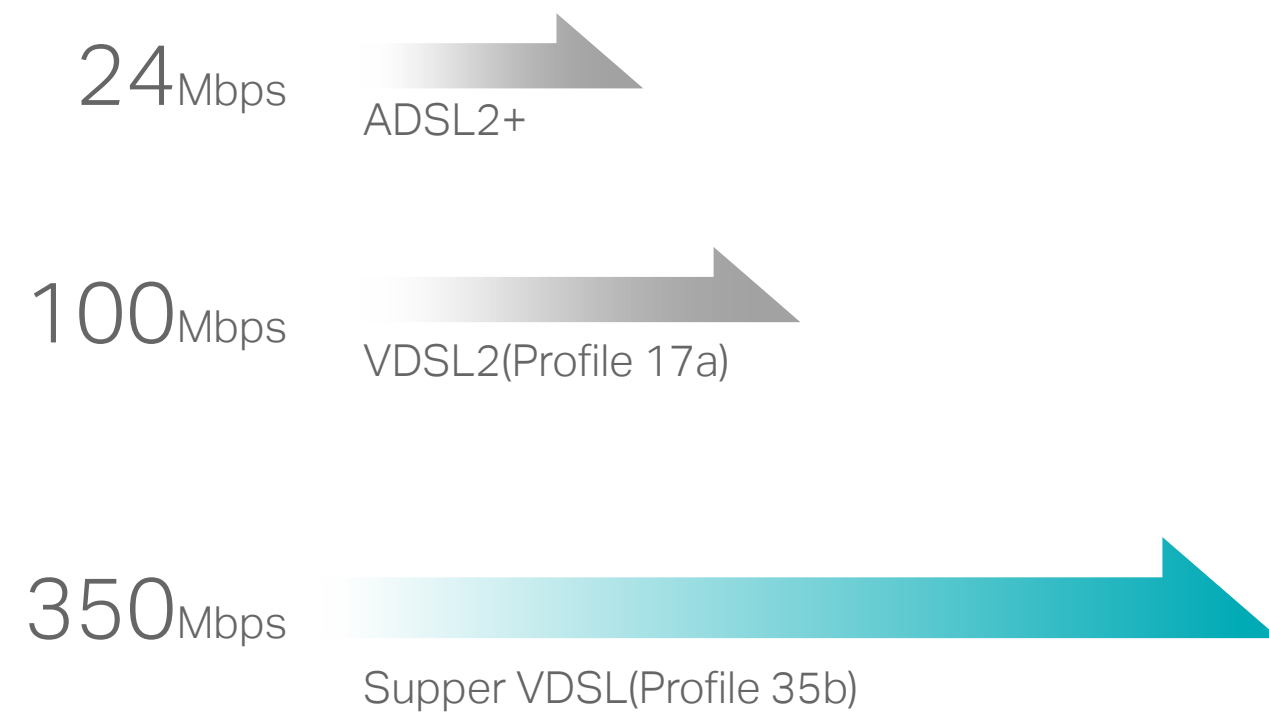 24Mbps
ADSL2+
100Mbps
VDSL2(Profile 17a)
350Mbps
Supper VDSL(Profile 35b)